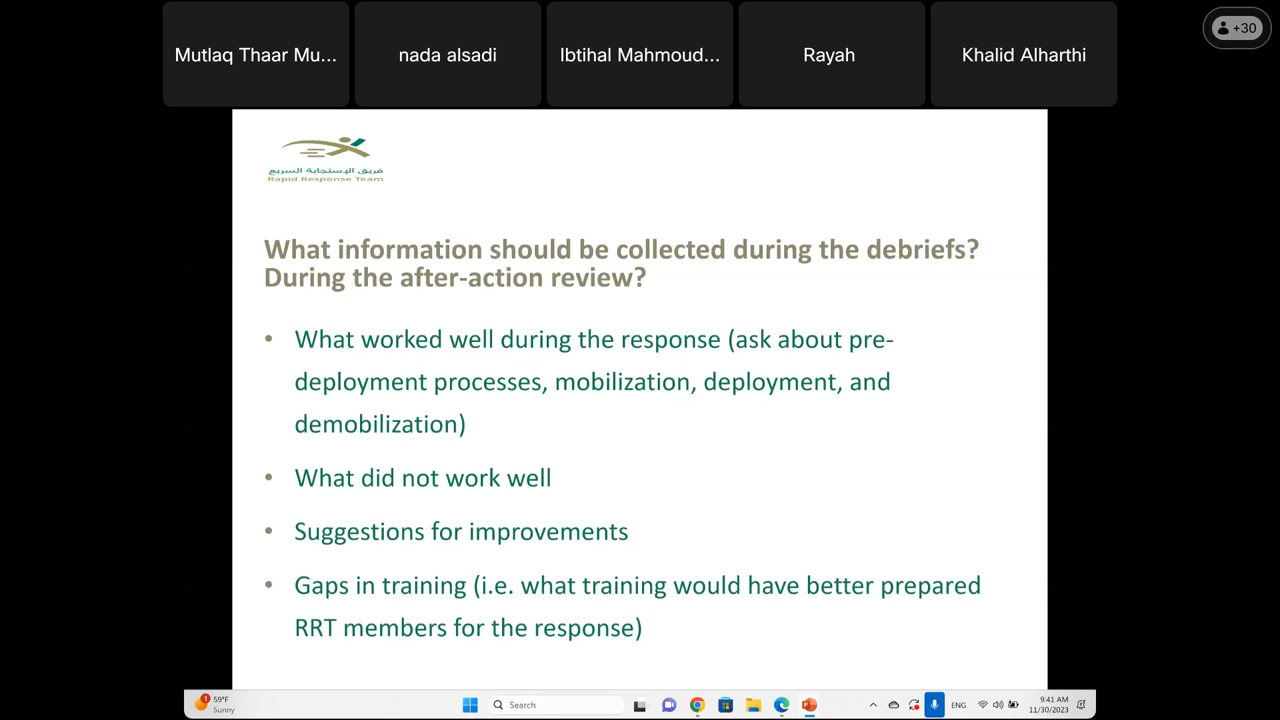 Mutlaq Thaar Mu...
nada alsadi
Ibtihal Mahmoud...
Rayah
Khalid Alharthi
+30
فريق الإستجابة السريع
Rapid Response Team
What information should be collected during the debriefs?
During the after-action review?
• What worked well during the response (ask about pre-
deployment processes, mobilization, deployment, and
demobilization)
• What did not work well
• Suggestions for improvements
• Gaps in training (i.e. what training would have better prepared
RRT members for the response)
1
59°F
Sunny
Search
ENG
9:41 AM
11/30/2023